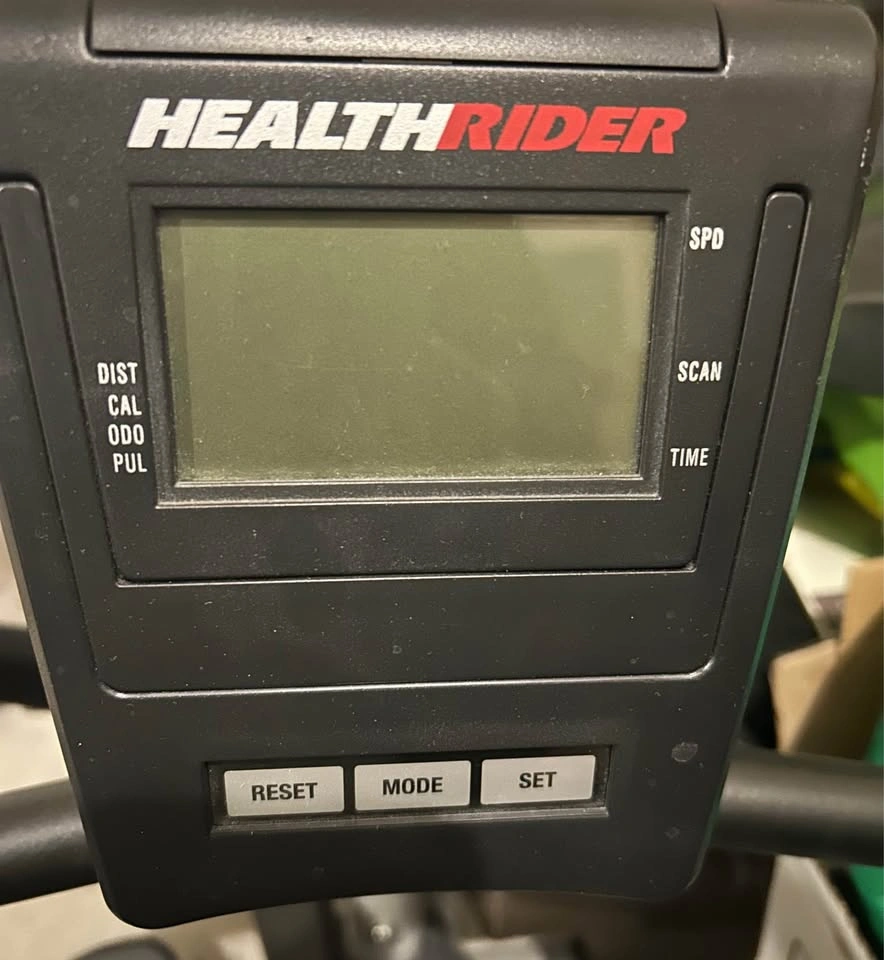 HEALTHRIDER
SPD
DIST
SCAN
CAL
ODO
PUL
TIME
RESET MODE SET